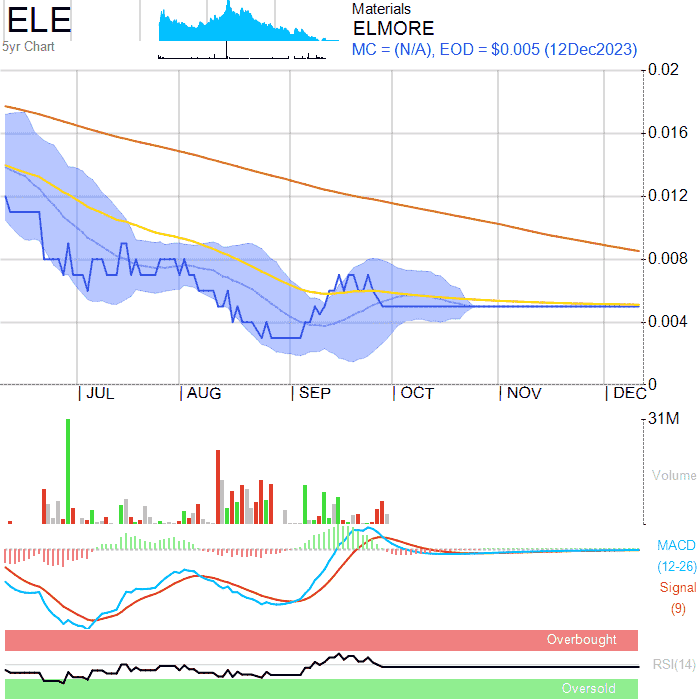 ELE
5yr Chart
Materials
ELMORE
MC = (N/A), EOD = $0.005 (12Dec2023)
0.02
0.016
0.012
0.008
0.004
0
| JUL | AUG | SEP | OCT | NOV | DEC
31M
Volume
MACD
(12-26)
Signal
(9)
Overbought
RSI(14)
Oversold